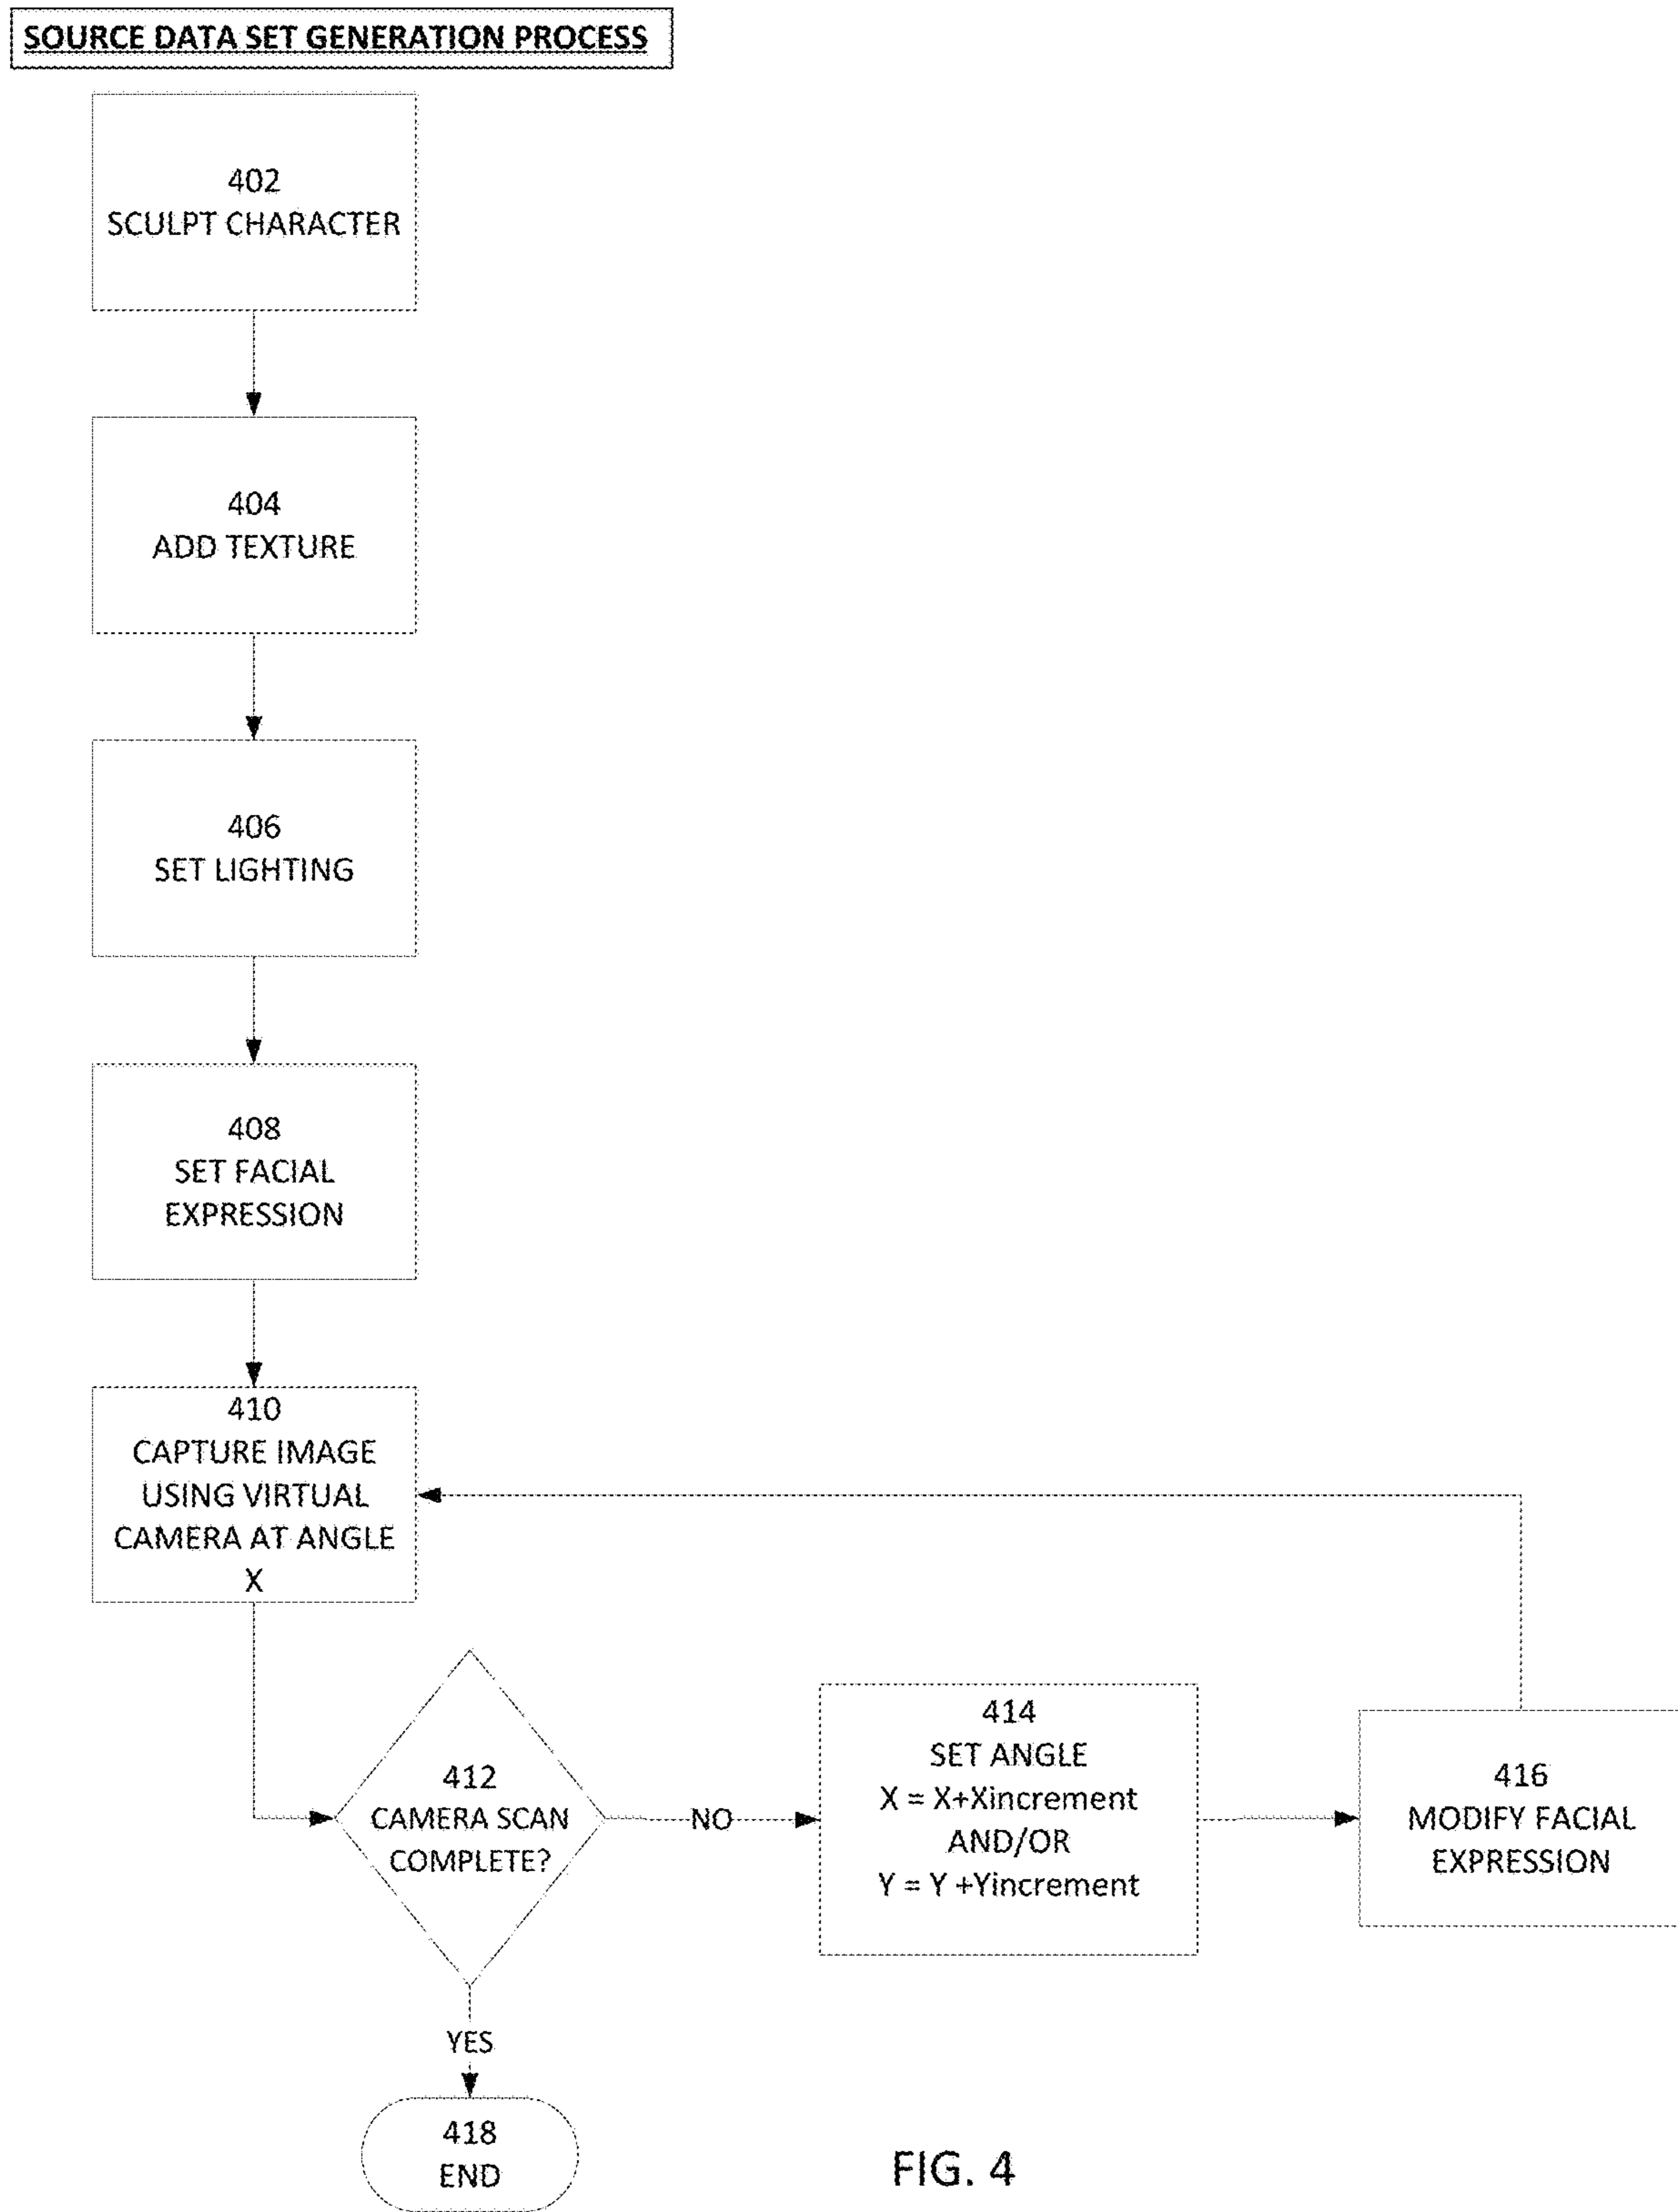 SOURCE DATA SET GENERATION PROCESS
402
SCULPT CHARACTER
404
ADD TEXTURE
406
SET LIGHTING
408
SET FACIAL
EXPRESSION
410
CAPTURE IMAGE
USING VIRTUAL
CAMERA AT ANGLE
X
412
CAMERA SCAN
COMPLETE?
NO
414
SET ANGLE
X = X+Xincrement
AND/OR
Y = Y +Yincrement
416
MODIFY FACIAL
EXPRESSION
YES
418
END
FIG. 4